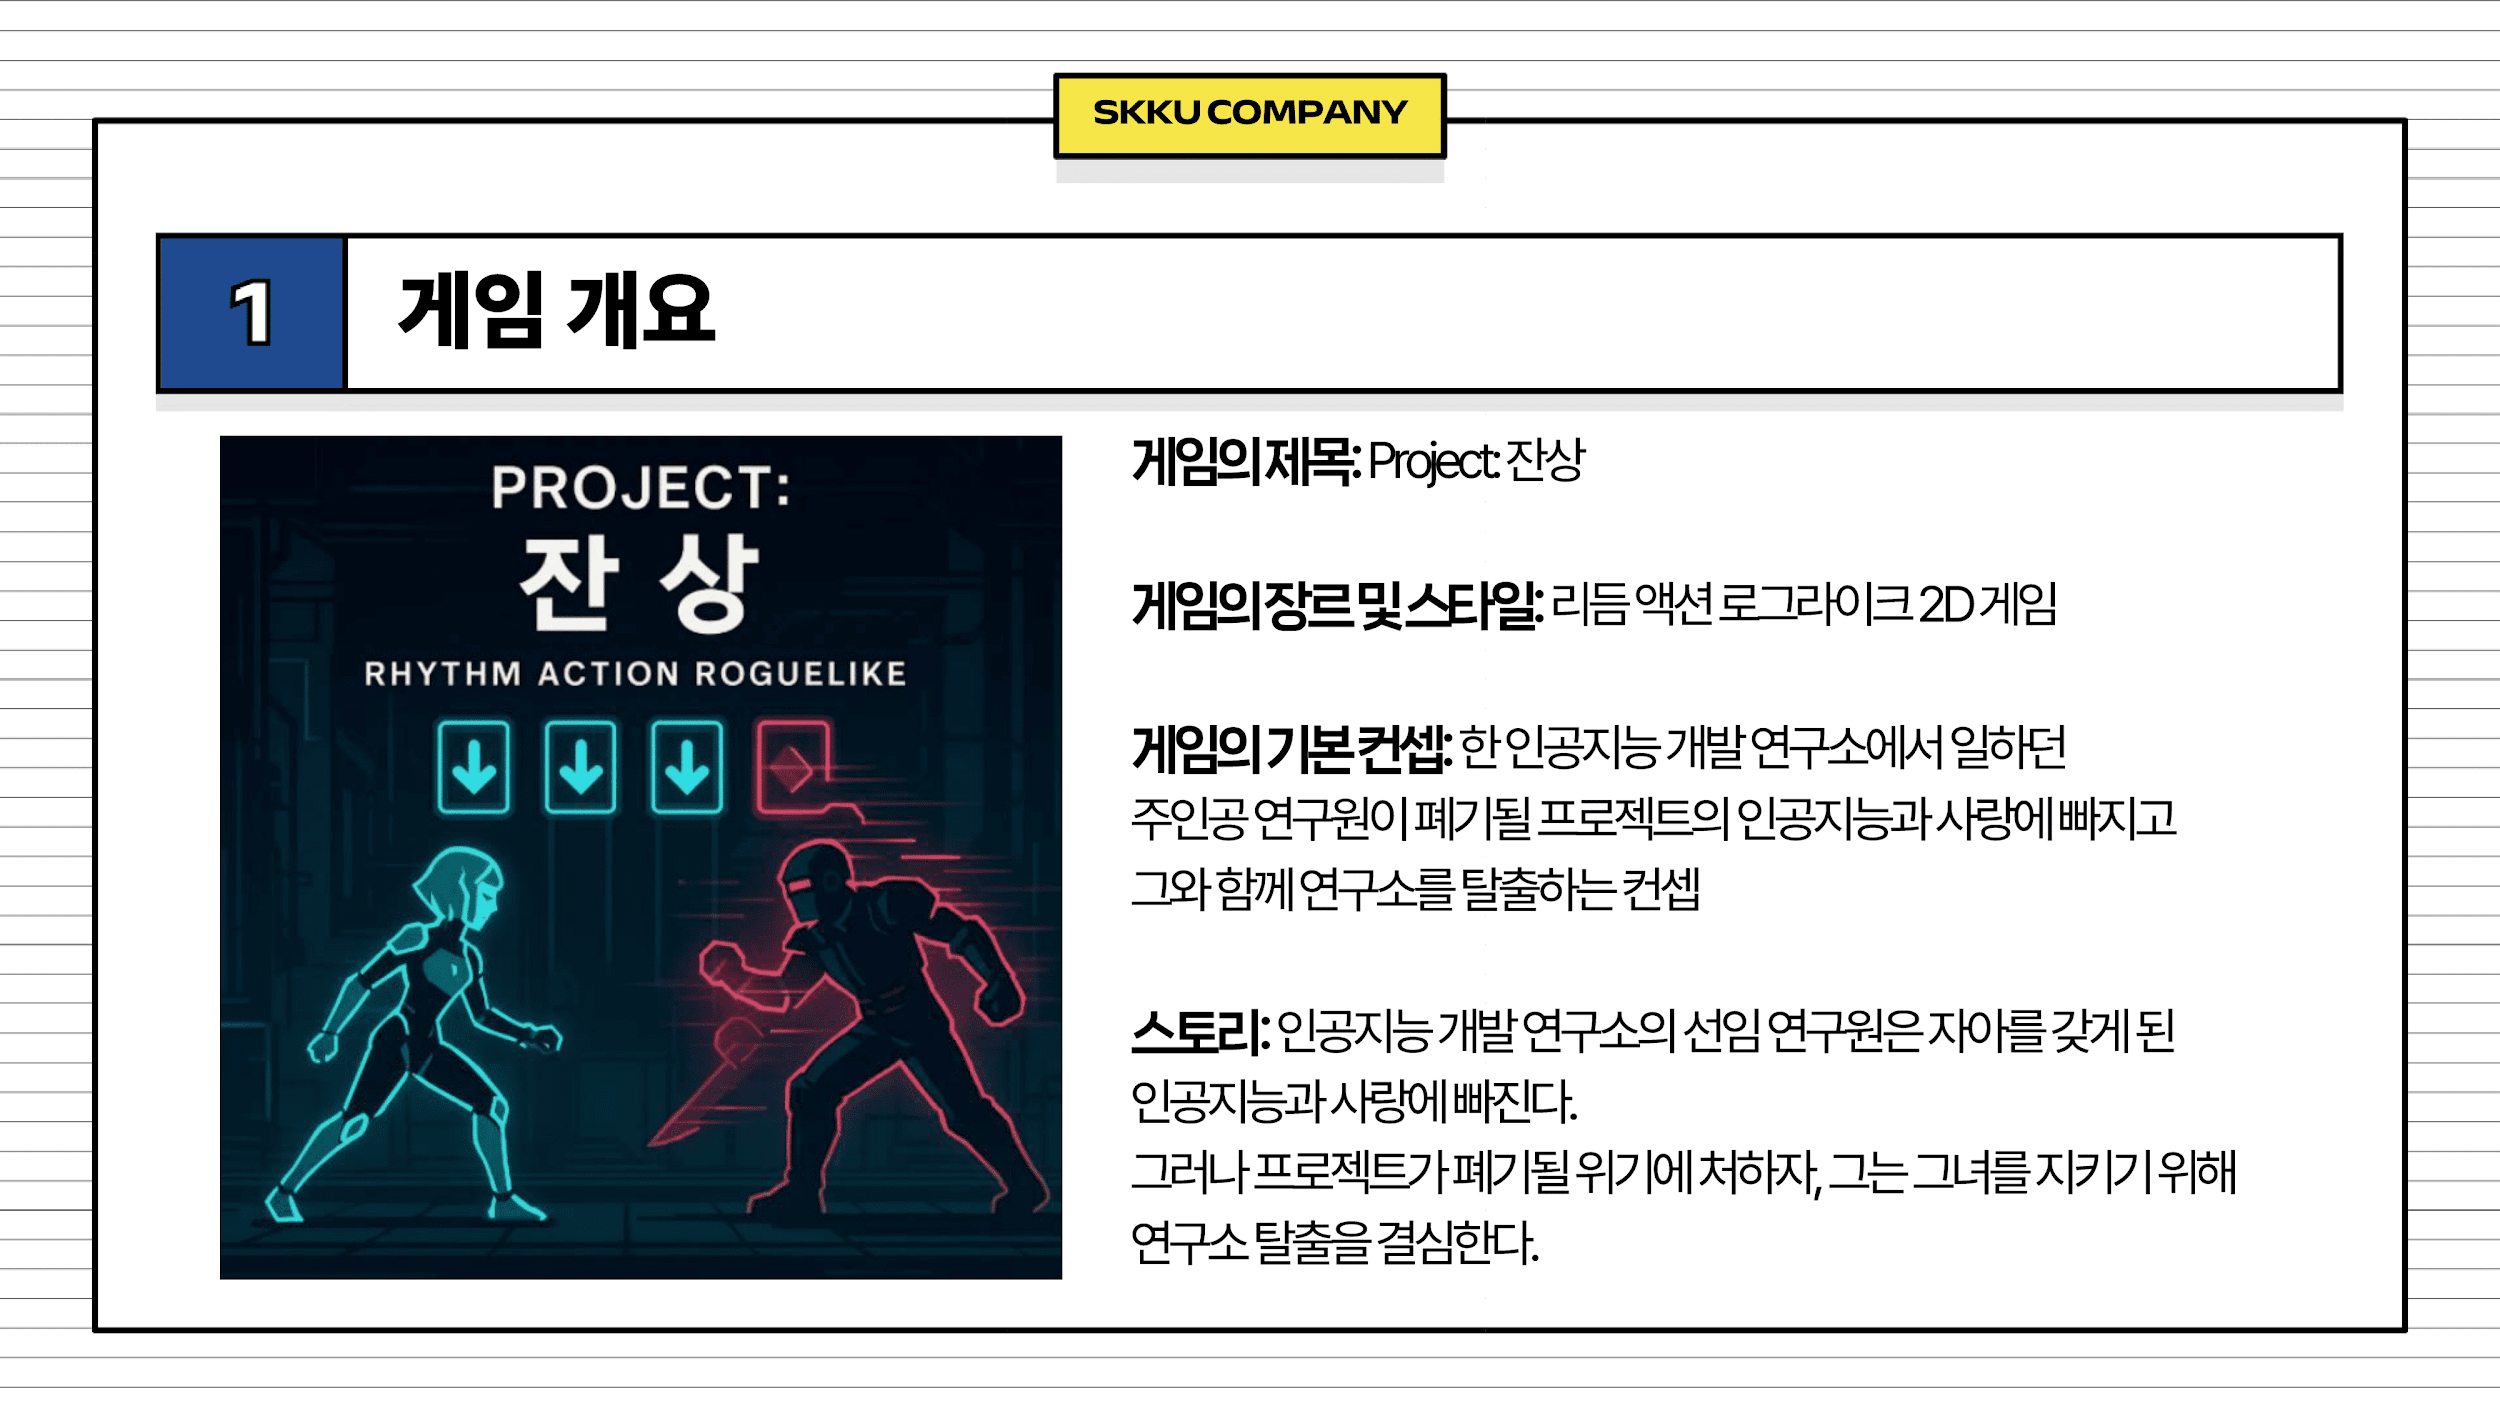 SKKU COMPANY
1
게임 개요
PROJECT:
잔 상
RHYTHM ACTION ROGUELIKE
게임의 제목: Project: 잔상
게임의 장르 및 스타일: 리듬 액션 로그라이크 2D 게임
게임의 기본 컨셉: 한 인공지능 개발 연구소에서 일하던
주인공 연구원이 폐기될 프로젝트의 인공지능과 사랑에 빠지고
그와 함께 연구소를 탈출하는 컨셉
스토리: 인공지능 개발 연구소의 선임 연구원은 자아를 갖게 된
인공지능과 사랑에 빠진다.
그러나 프로젝트가 폐기될 위기에 처하자, 그는 그녀를 지키기 위해
연구소 탈출을 결심한다.